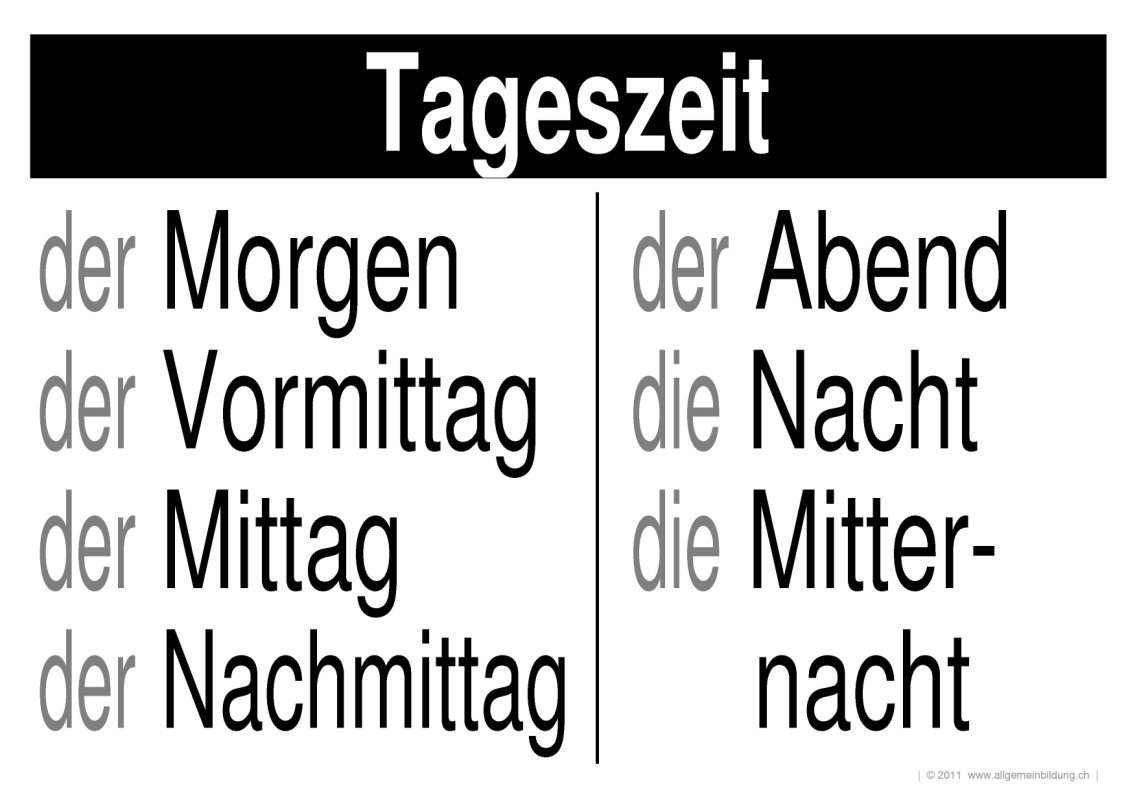 Tageszeit
der Morgen
der Vormittag
der Mittag
der Nachmittag
der Abend
die Nacht
die Mitter-
nacht
| © 2011 www.allgemeinbildung.ch |